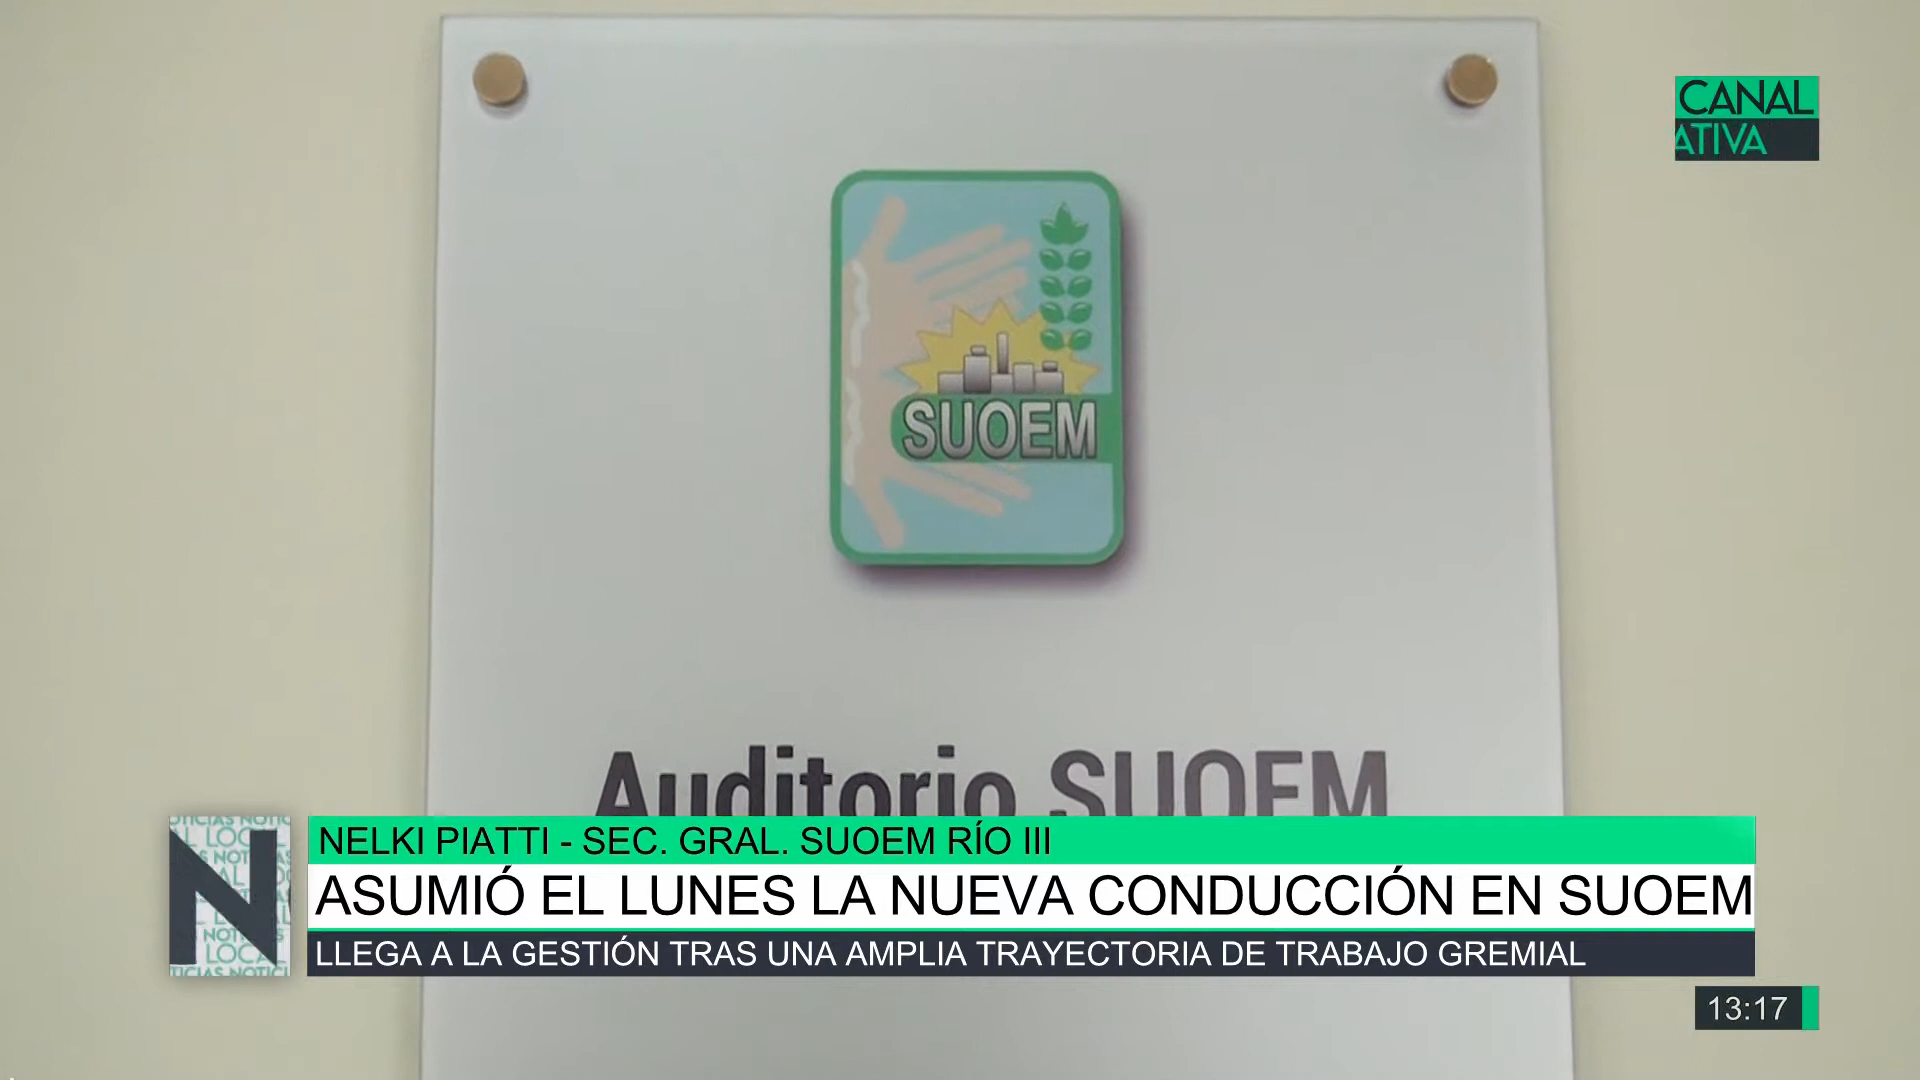 CANAL
ATIVA
SUOEM
Auditorio SUOEM
NELKI PIATTI - SEC. GRAL. SUOEM RÍO III
ASUMIÓ EL LUNES LA NUEVA CONDUCCIÓN EN SUOEM
LLEGA A LA GESTIÓN TRAS UNA AMPLIA TRAYECTORIA DE TRABAJO GREMIAL
N
13:17